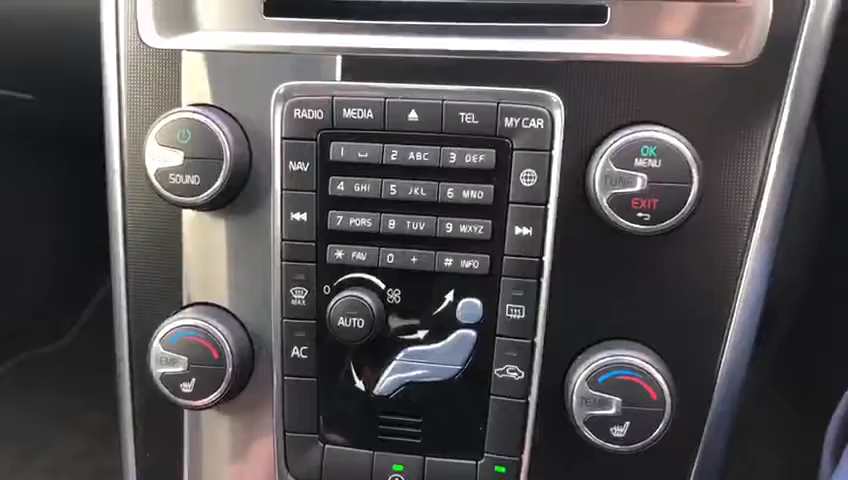 RADIO MEDIA TEL MY CAR
NAV
1 2 ABC 3 DEF
4 GHI 5 JKL 6 MNO
7 PQRS 8 TUV 9 WXYZ
* FAV 0 + # INFO
SOUND
OK
MENU
TUNE
EXIT
0
MAX
AUTO
AC
TEMP